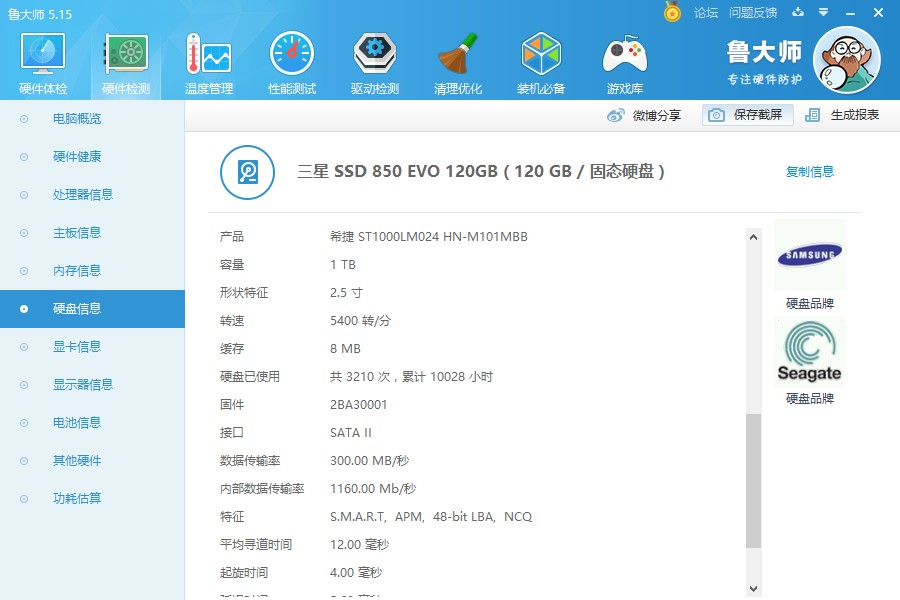 鲁大师 5.15
论坛 问题反馈
硬件体检 硬件检测 温度管理 性能测试 驱动检测 清理优化 装机必备 游戏库
鲁大师
专注硬件防护
微博分享 保存截屏 生成报表
电脑概览
硬件健康
处理器信息
主板信息
内存信息
硬盘信息
显卡信息
显示器信息
电池信息
其他硬件
功耗估算
三星 SSD 850 EVO 120GB ( 120 GB / 固态硬盘 )
复制信息
产品 希捷 ST1000LM024 HN-M101MBB
容量 1 TB
形状特征 2.5 寸
转速 5400 转/分
缓存 8 MB
硬盘已使用 共 3210 次，累计 10028 小时
固件 2BA30001
接口 SATA II
数据传输率 300.00 MB/秒
内部数据传输率 1160.00 Mb/秒
特征 S.M.A.R.T, APM, 48-bit LBA, NCQ
平均寻道时间 12.00 毫秒
起旋时间 4.00 毫秒
SAMSUNG
硬盘品牌
Seagate
硬盘品牌